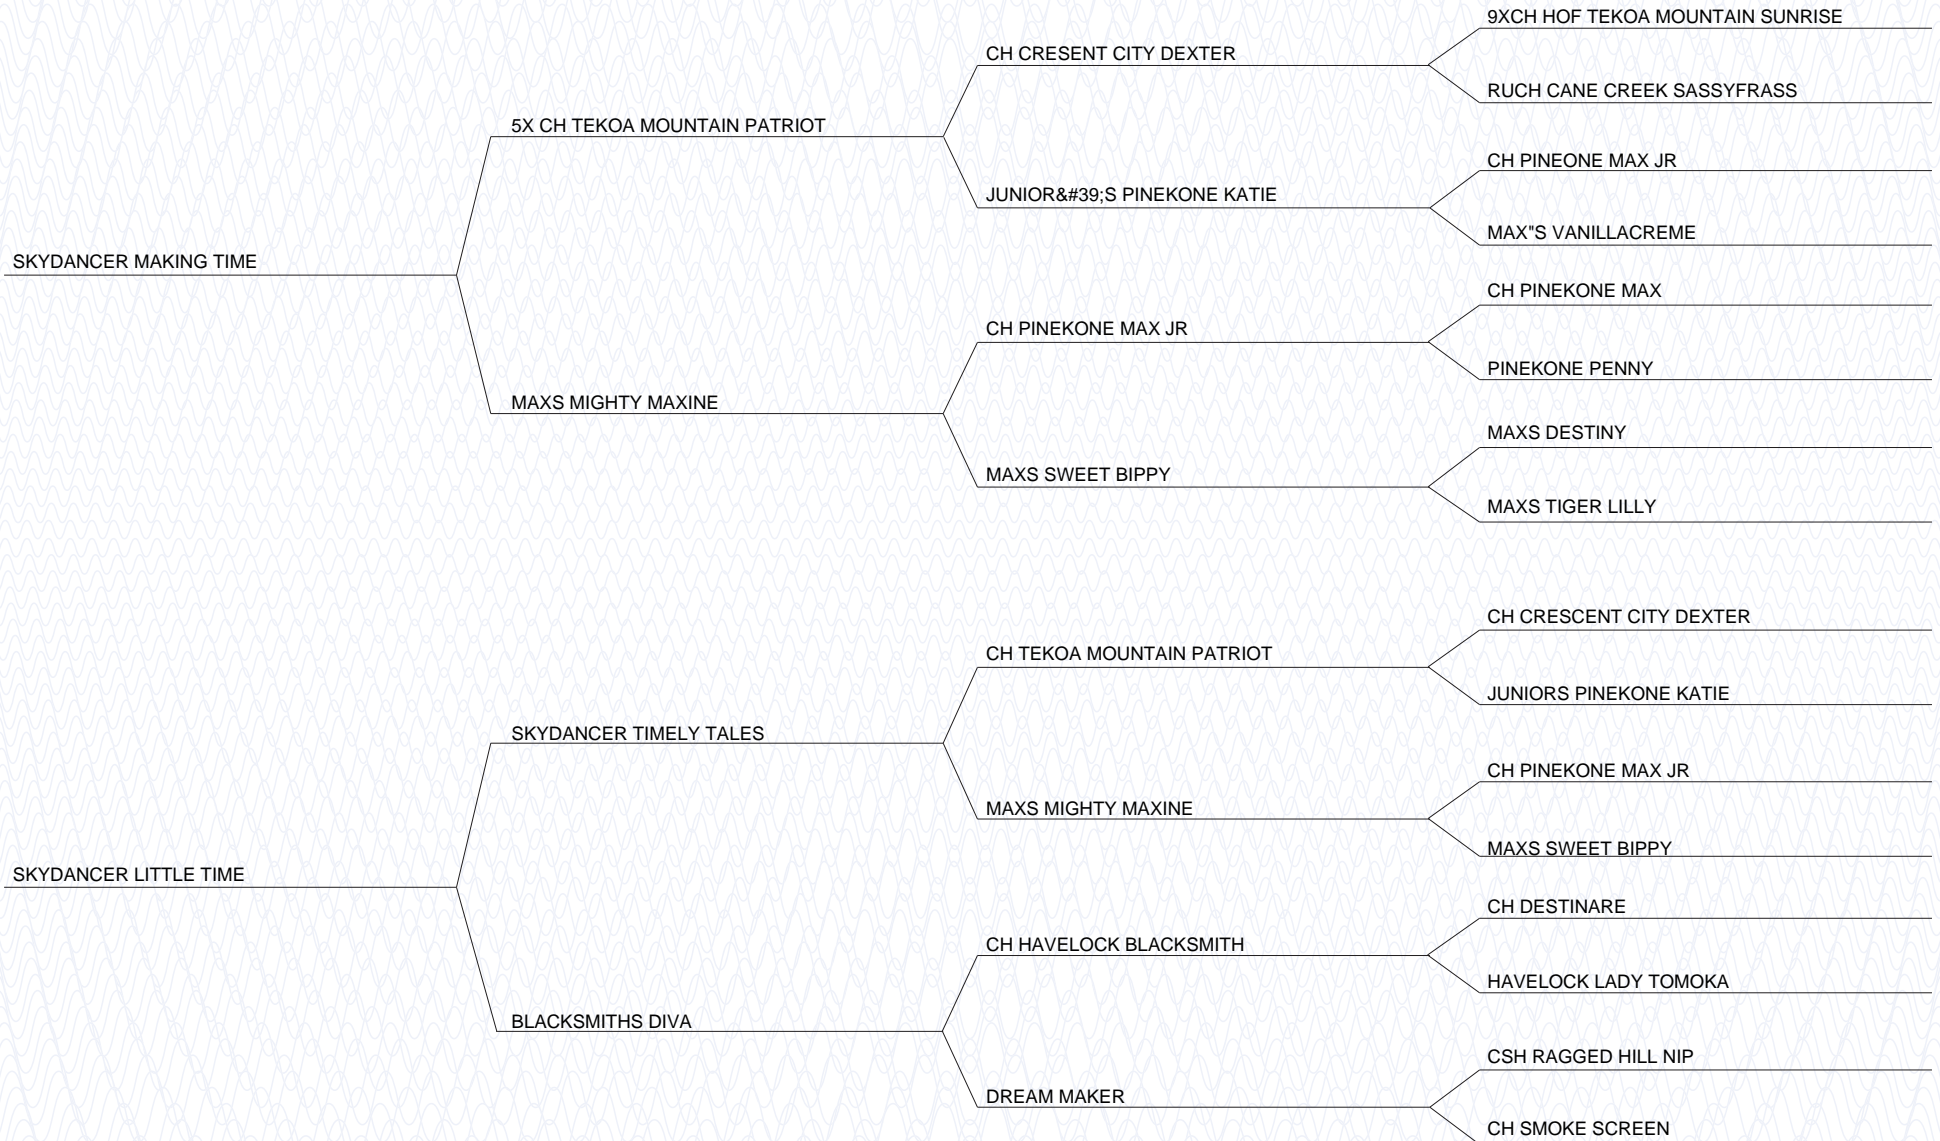 9XCH HOF TEKOA MOUNTAIN SUNRISE
CH CRESENT CITY DEXTER
RUCH CANE CREEK SASSYFRASS
5X CH TEKOA MOUNTAIN PATRIOT
CH PINEONE MAX JR
JUNIOR&#39;S PINEKONE KATIE
MAX"S VANILLACREME
SKYDANCER MAKING TIME
CH PINEKONE MAX
CH PINEKONE MAX JR
PINEKONE PENNY
MAXS MIGHTY MAXINE
MAXS DESTINY
MAXS SWEET BIPPY
MAXS TIGER LILLY
CH CRESCENT CITY DEXTER
CH TEKOA MOUNTAIN PATRIOT
JUNIORS PINEKONE KATIE
SKYDANCER TIMELY TALES
CH PINEKONE MAX JR
MAXS MIGHTY MAXINE
MAXS SWEET BIPPY
SKYDANCER LITTLE TIME
CH DESTINARE
CH HAVELOCK BLACKSMITH
HAVELOCK LADY TOMOKA
BLACKSMITHS DIVA
CSH RAGGED HILL NIP
DREAM MAKER
CH SMOKE SCREEN